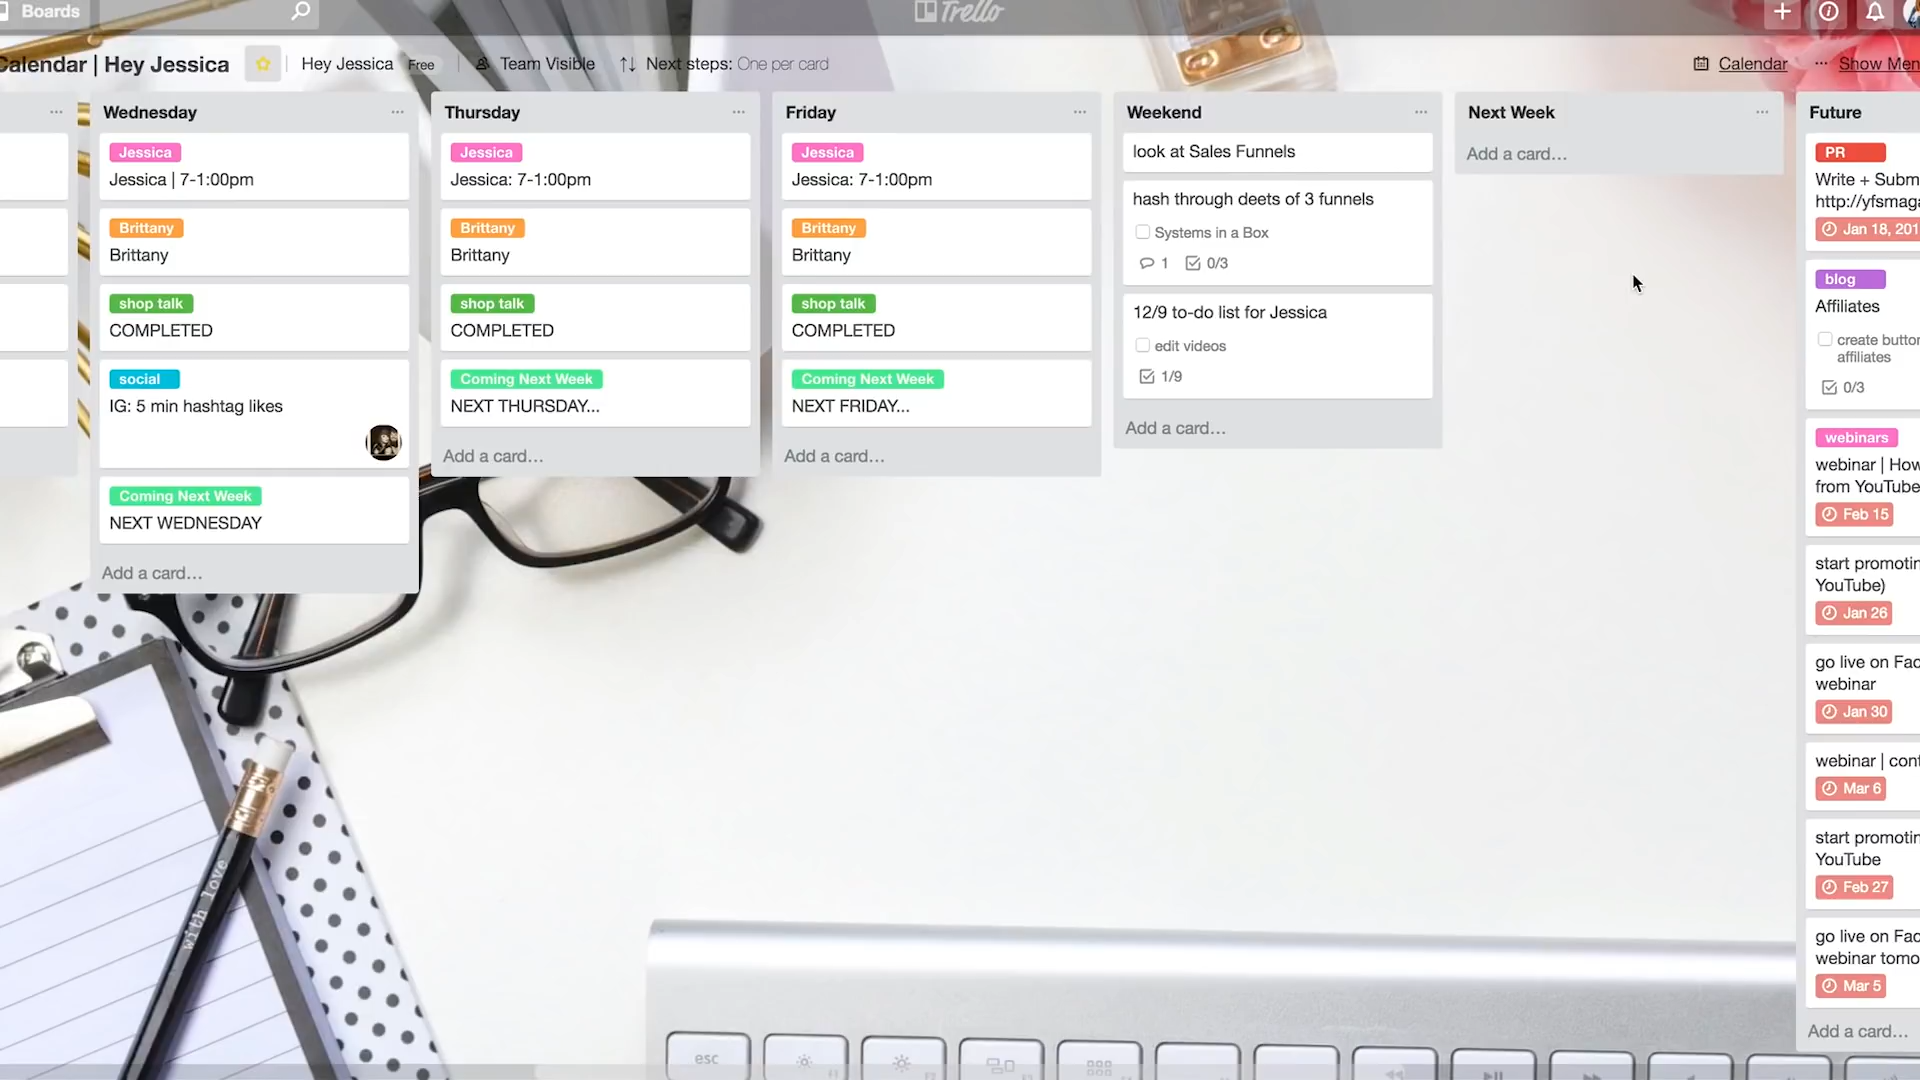 Boards
Trello
Calendar | Hey Jessica
Hey Jessica
Free
Team Visible
Next steps: One per card
Calendar
Show Men
Wednesday
Jessica
Jessica | 7-1:00pm
Brittany
Brittany
shop talk
COMPLETED
social
IG: 5 min hashtag likes
Coming Next Week
NEXT WEDNESDAY
Add a card…
Thursday
Jessica
Jessica: 7-1:00pm
Brittany
Brittany
shop talk
COMPLETED
Coming Next Week
NEXT THURSDAY...
Add a card…
Friday
Jessica
Jessica: 7-1:00pm
Brittany
Brittany
shop talk
COMPLETED
Coming Next Week
NEXT FRIDAY...
Add a card…
Weekend
look at Sales Funnels
hash through deets of 3 funnels
Systems in a Box
1 0/3
12/9 to-do list for Jessica
edit videos
1/9
Add a card…
Next Week
Add a card…
Future
PR
Write + Subm
http://yfsmaga
Jan 18, 201
blog
Affiliates
create button
affiliates
0/3
webinars
webinar | How
from YouTube
Feb 15
start promotin
YouTube)
Jan 26
go live on Fac
webinar
Jan 30
webinar | cont
Mar 6
start promotin
YouTube
Feb 27
go live on Fac
webinar tomo
Mar 5
Add a card…
with love
esc